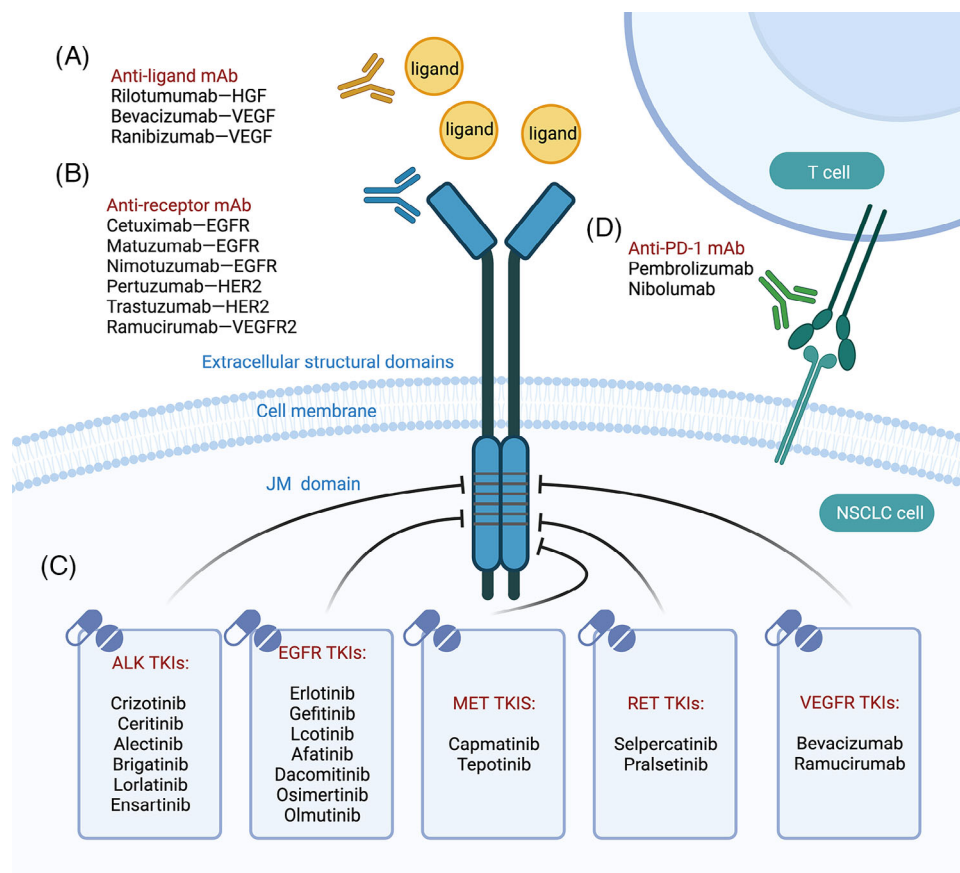 (A)
Anti-ligand mAb
Rilotumumab—HGF
Bevacizumab—VEGF
Ranibizumab—VEGF
ligand
ligand
ligand
T cell
(B)
Anti-receptor mAb
Cetuximab—EGFR
Matuzumab—EGFR
Nimotuzumab—EGFR
Pertuzumab—HER2
Trastuzumab—HER2
Ramucirumab—VEGFR2
(D)
Anti-PD-1 mAb
Pembrolizumab
Nibolumab
Extracellular structural domains
Cell membrane
JM domain
NSCLC cell
(C)
ALK TKIs:
Crizotinib
Ceritinib
Alectinib
Brigatinib
Lorlatinib
Ensartinib
EGFR TKIs:
Erlotinib
Gefitinib
Lcotinib
Afatinib
Dacomitinib
Osimertinib
Olmutinib
MET TKIS:
Capmatinib
Tepotinib
RET TKIs:
Selpercatinib
Pralsetinib
VEGFR TKIs:
Bevacizumab
Ramucirumab